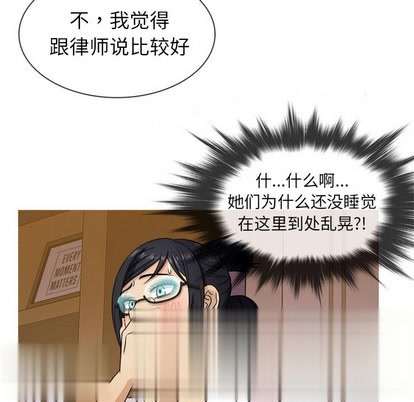 不，我觉得
跟律师说比较好
什...什么啊...
她们为什么还没睡觉
在这里到处乱晃?!
EVERY
MOMENT
MATTERS